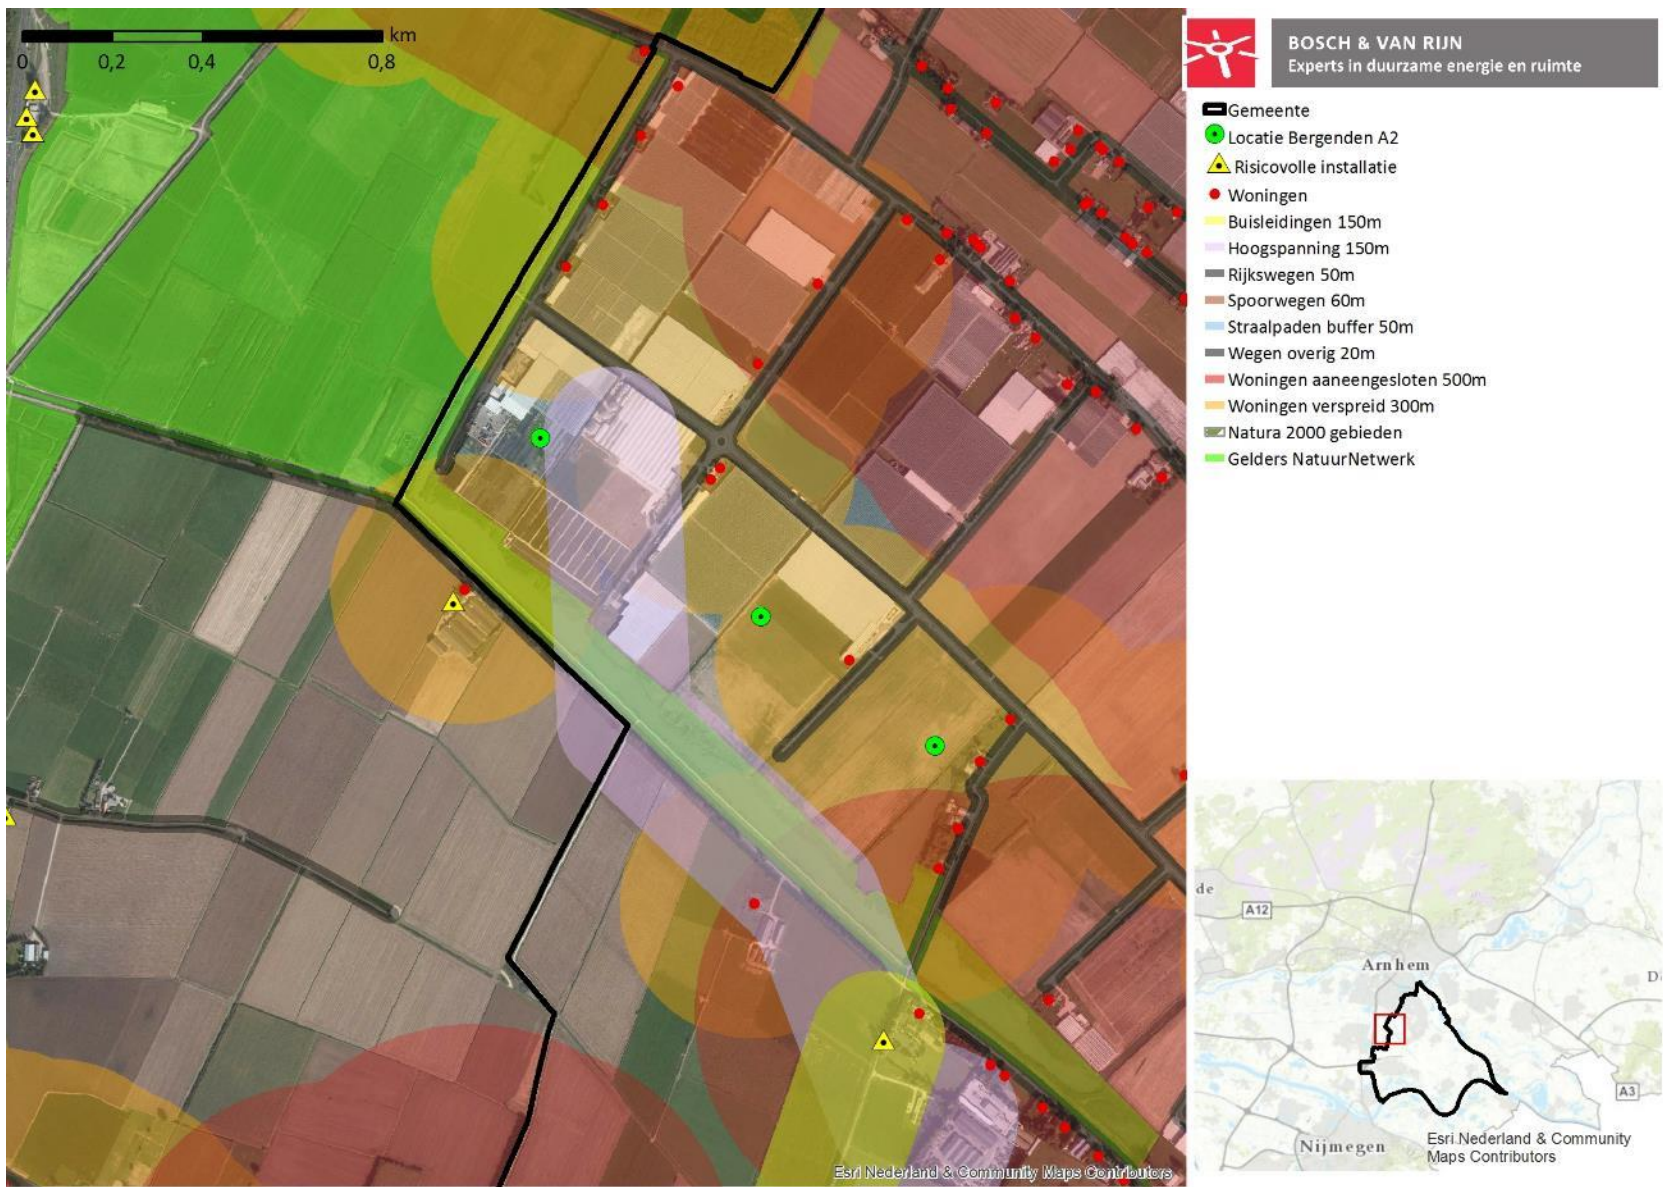 km
0 0,2 0,4 0,8
BOSCH & VAN RIJN
Experts in duurzame energie en ruimte
Gemeente
Locatie Bergenden A2
Risicovolle installatie
Woningen
Buisleidingen 150m
Hoogspanning 150m
Rijkswegen 50m
Spoorwegen 60m
Straalpaden buffer 50m
Wegen overig 20m
Woningen aaneengesloten 500m
Woningen verspreid 300m
Natura 2000 gebieden
Gelders NatuurNetwerk
de
A12
Arnhem
D
A3
Nijmegen
Esri Nederland & Community
Maps Contributors
Esri Nederland & Community Maps Contributors